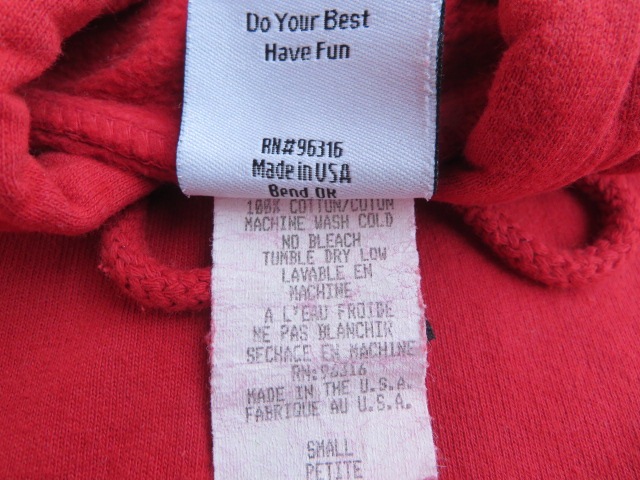 Do Your Best
Have Fun
RN#96316
Made in USA
Bend OR
100% COTTON/COTON
MACHINE WASH COLD
NO BLEACH
TUMBLE DRY LOW
LAVABLE EN
MACHINE
A L'EAU FROIDE
NE PAS BLANCHIR
SECHACE EN MACHINE
RN:96316
MADE IN THE U.S.A.
FABRIQUE AU U.S.A.
SMALL
PETITE